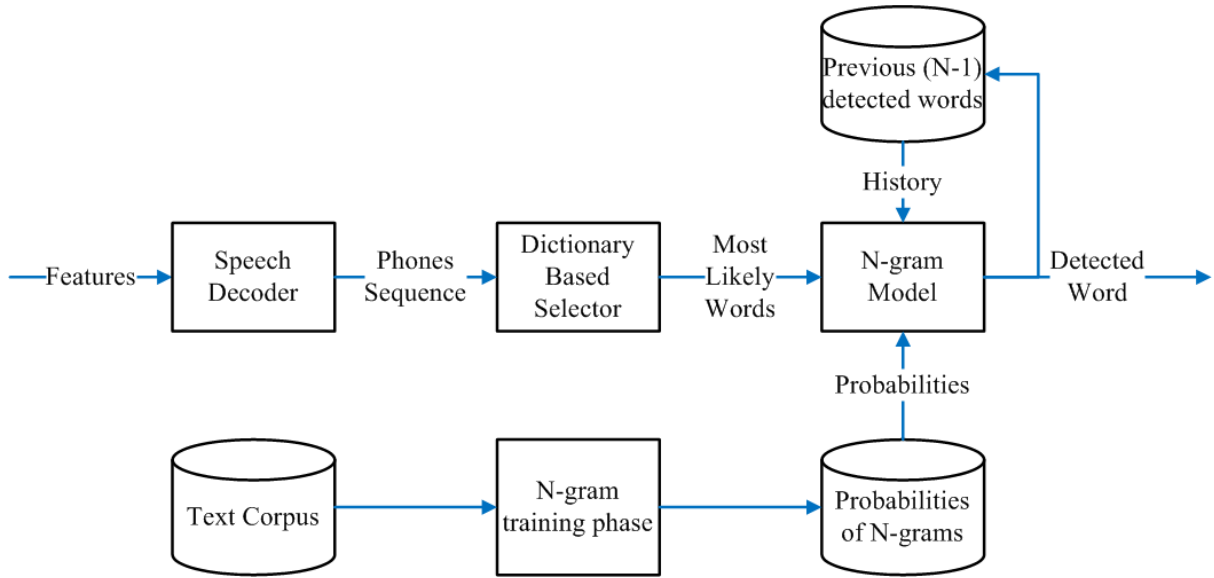 Previous (N-1)
detected words
History
Features
Speech
Decoder
Phones
Sequence
Dictionary
Based
Selector
Most
Likely
Words
N-gram
Model
Detected
Word
Probabilities
Text Corpus
N-gram
training phase
Probabilities
of N-grams